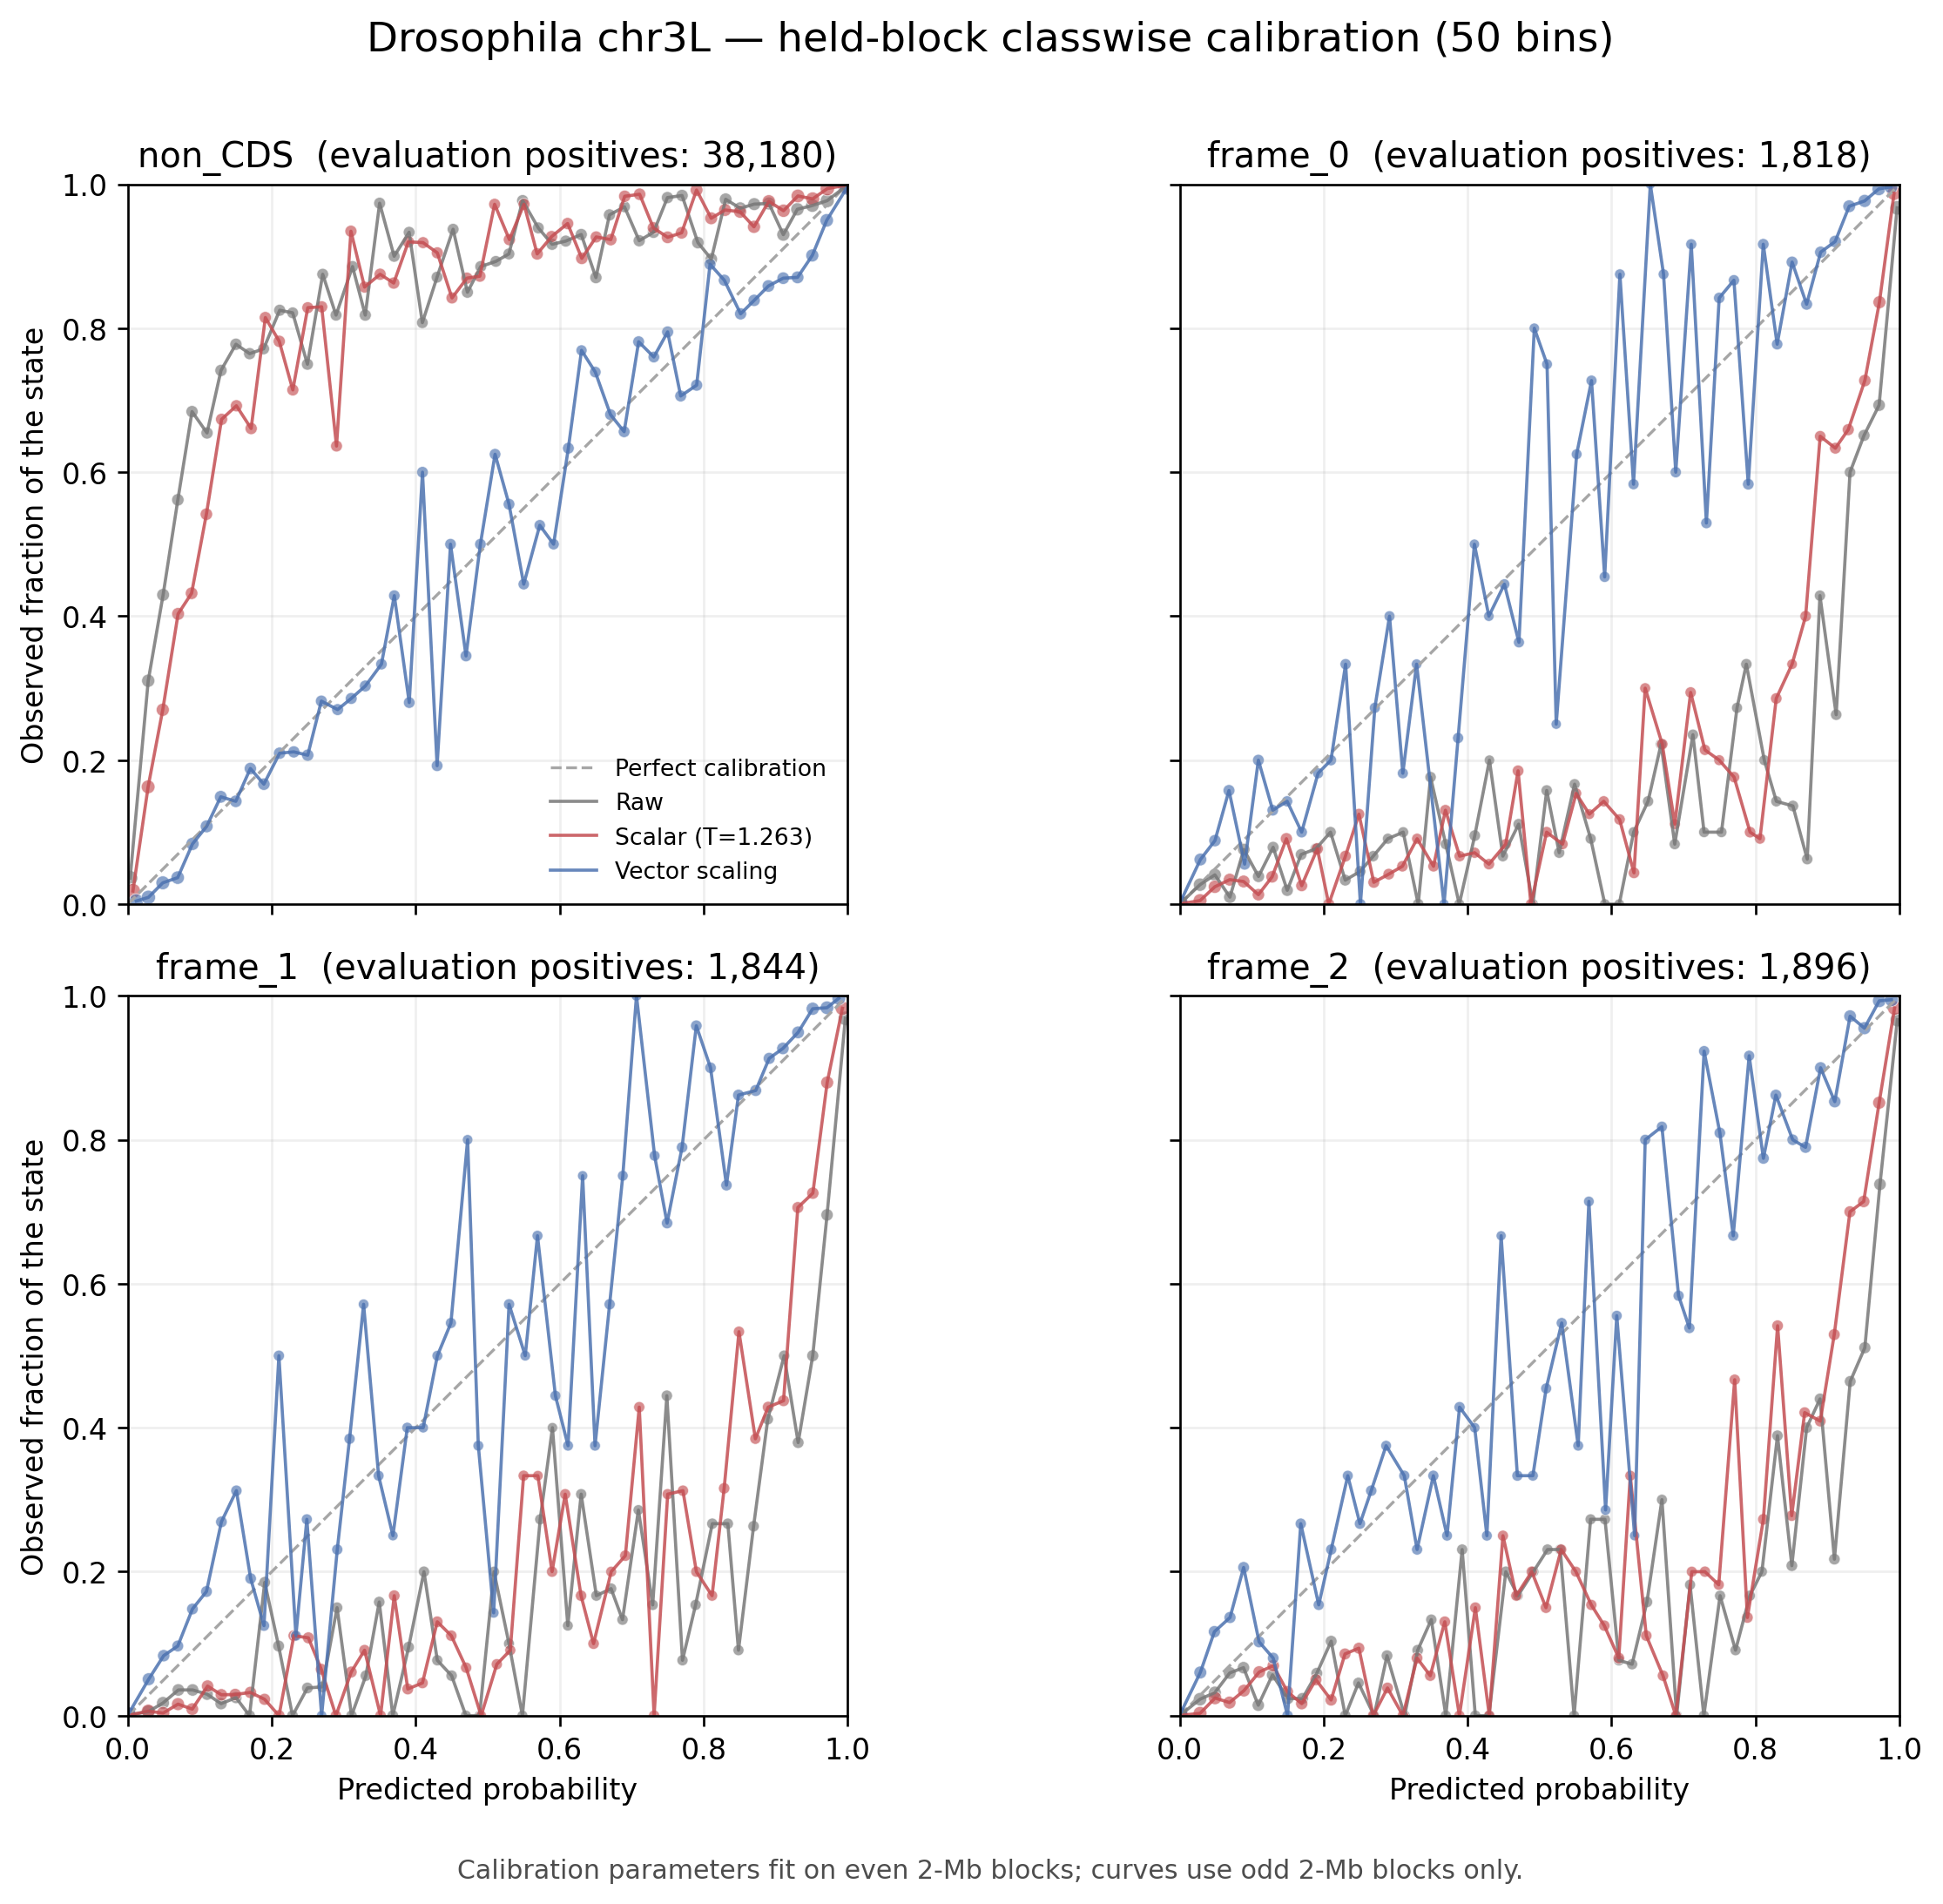 Drosophila chr3L — held-block classwise calibration (50 bins)
non_CDS (evaluation positives: 38,180)
frame_0 (evaluation positives: 1,818)
1.0
0.8
0.6
0.4
0.2
0.0
Observed fraction of the state
Perfect calibration
Raw
Scalar (T=1.263)
Vector scaling
frame_1 (evaluation positives: 1,844)
frame_2 (evaluation positives: 1,896)
1.0
0.8
0.6
0.4
0.2
0.0
Observed fraction of the state
0.0 0.2 0.4 0.6 0.8 1.0
0.0 0.2 0.4 0.6 0.8 1.0
Predicted probability
Predicted probability
Calibration parameters fit on even 2-Mb blocks; curves use odd 2-Mb blocks only.